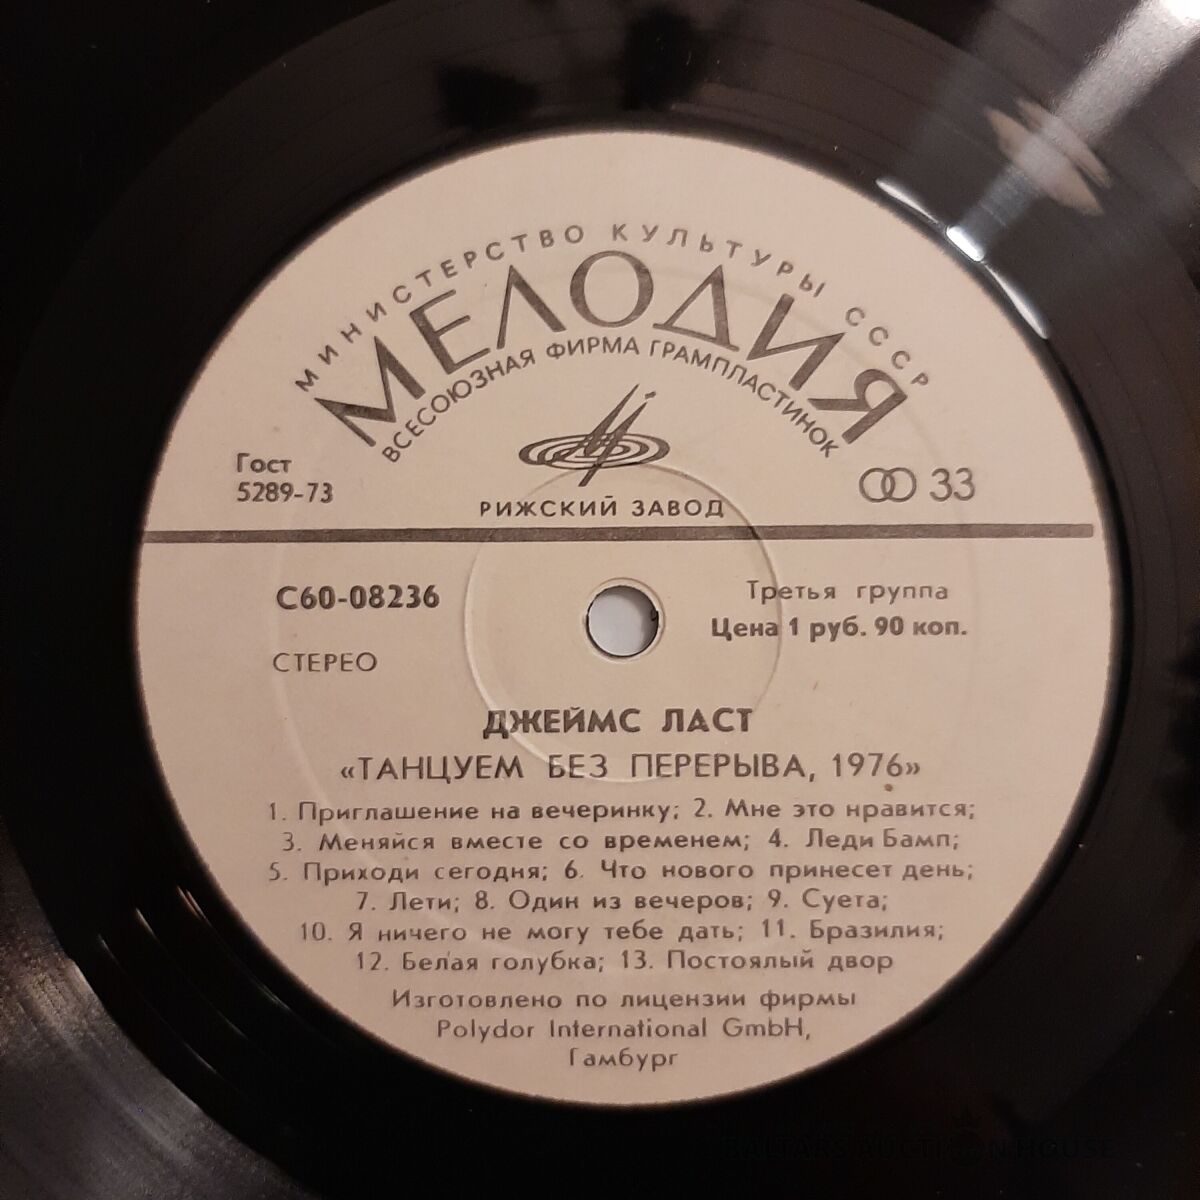 МИНИСТЕРСТВО КУЛЬТУРЫ СССР
МЕЛОДИЯ
ВСЕСОЮЗНАЯ ФИРМА ГРАМПЛАСТИНОК
Гост
5289-73
33
РИЖСКИЙ ЗАВОД
С60-08236
Третья группа
Цена 1 руб. 90 коп.
СТЕРЕО
ДЖЕЙМС ЛАСТ
«ТАНЦУЕМ БЕЗ ПЕРЕРЫВА, 1976»
1. Приглашение на вечеринку; 2. Мне это нравится;
3. Меняйся вместе со временем; 4. Леди Бамп;
5. Приходи сегодня; 6. Что нового принесет день;
7. Лети; 8. Один из вечеров; 9. Суета;
10. Я ничего не могу тебе дать; 11. Бразилия;
12. Белая голубка; 13. Постоялый двор
Изготовлено по лицензии фирмы
Polydor International GmbH,
Гамбург
BALTARS AUCTION HOUSE